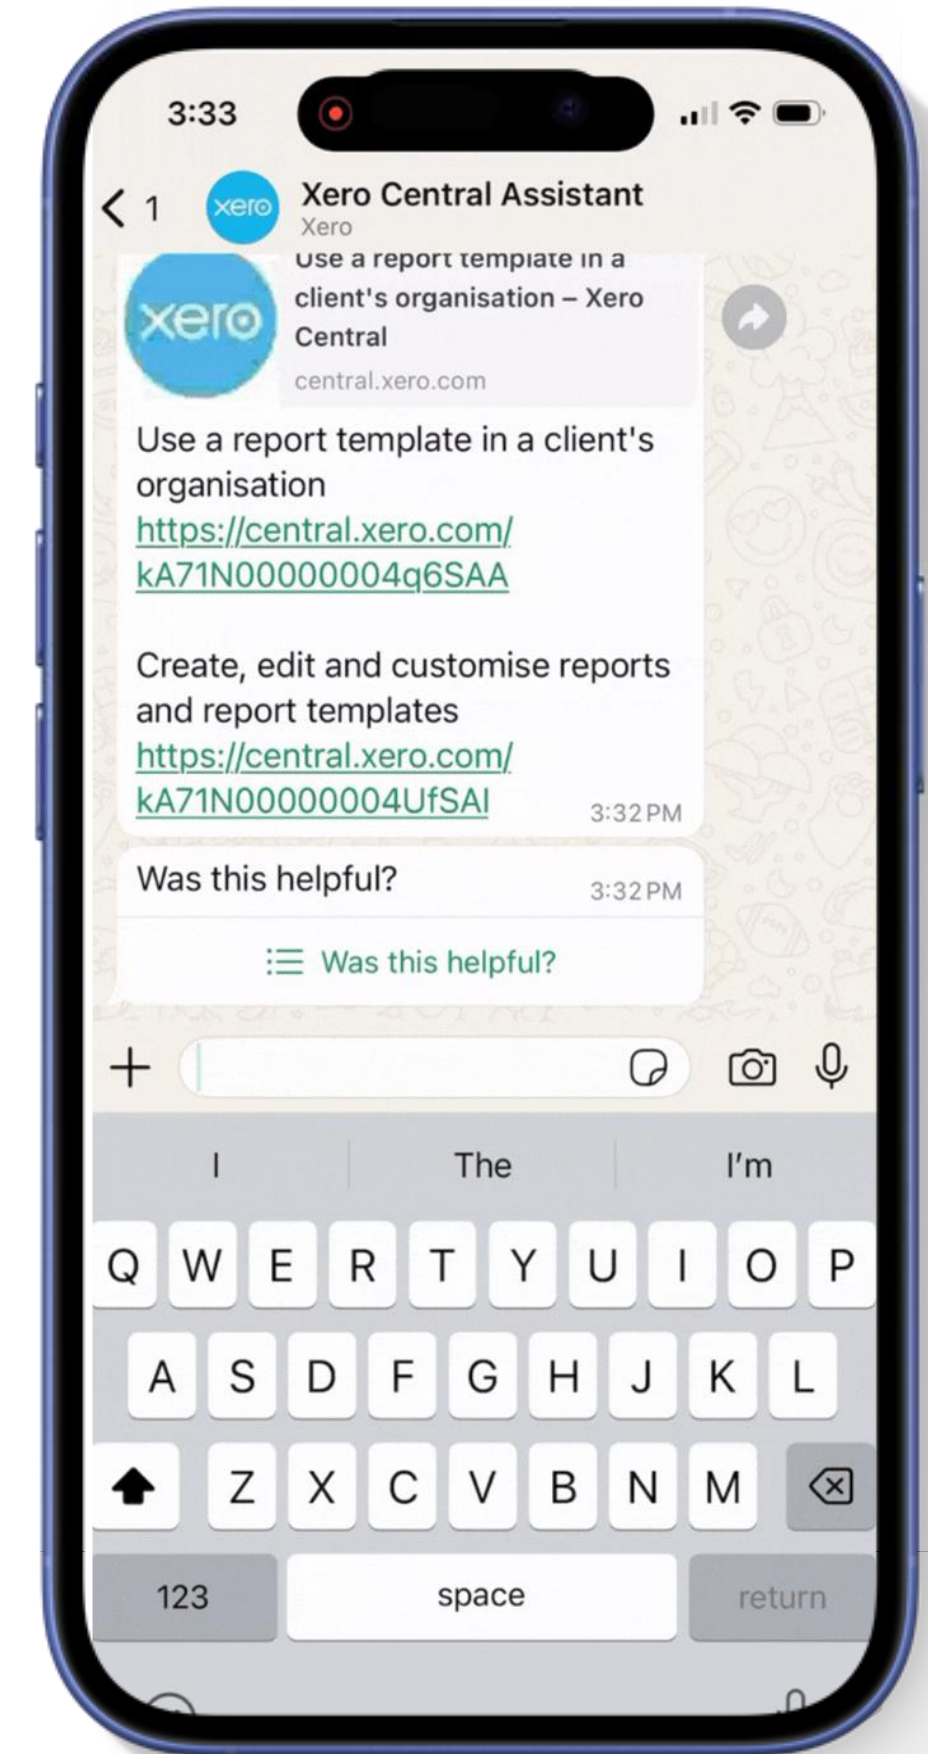 3:33
1
xero
Xero Central Assistant
Xero
xero
Use a report template in a
client's organisation – Xero
Central
central.xero.com
Use a report template in a client's
organisation
https://central.xero.com/
kA71N00000004q6SAA
Create, edit and customise reports
and report templates
https://central.xero.com/
kA71N00000004UfSAI
3:32 PM
Was this helpful?
3:32 PM
Was this helpful?
I The I'm
Q W E R T Y U I O P
A S D F G H J K L
Z X C V B N M
123 space return